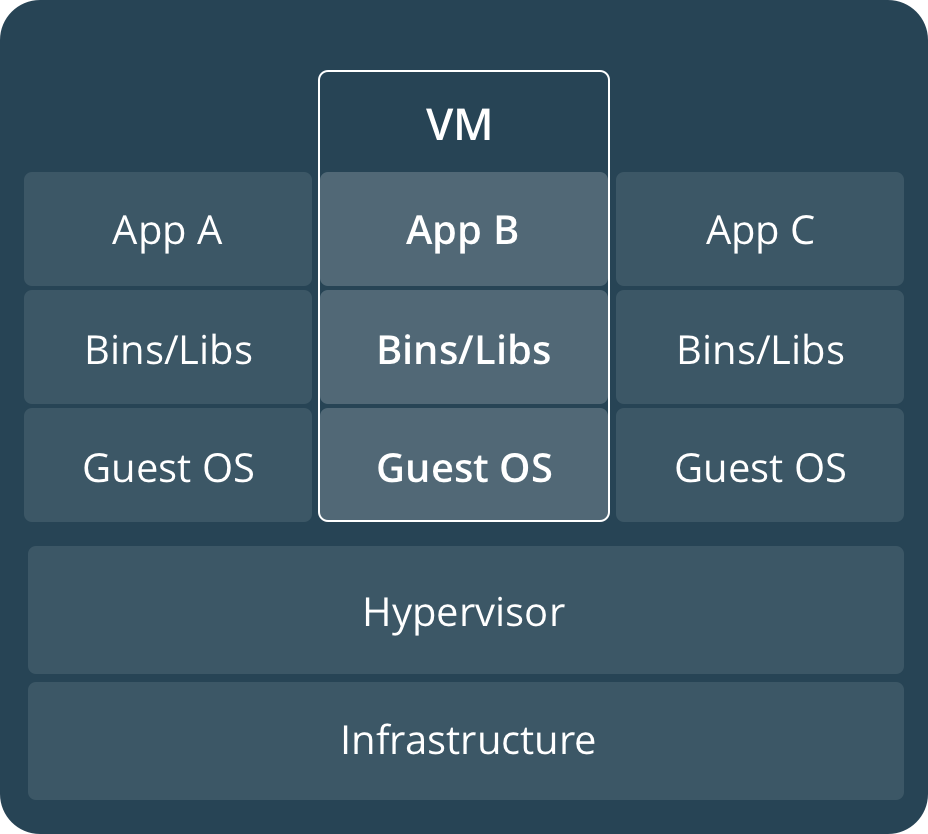 VM
App A
App B
App C
Bins/Libs
Bins/Libs
Bins/Libs
Guest OS
Guest OS
Guest OS
Hypervisor
Infrastructure